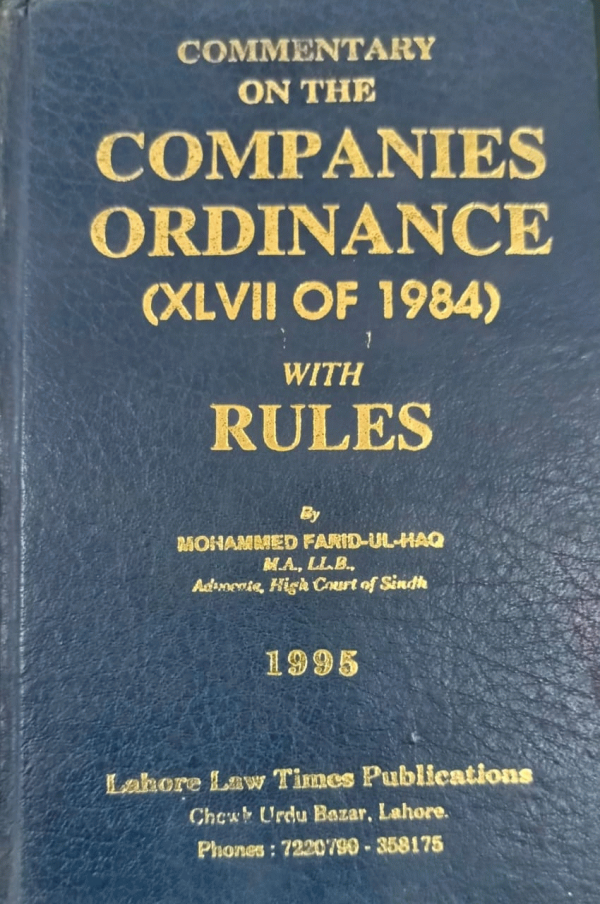 COMMENTARY
ON THE
COMPANIES
ORDINANCE
(XLVII OF 1984)
WITH
RULES
By
MOHAMMED FARID-UL-HAQ
M.A., LL.B.,
Advocate, High Court of Sindh
1995
Lahore Law Times Publications
Chowk Urdu Bazar, Lahore.
Phones : 7220790 - 358175